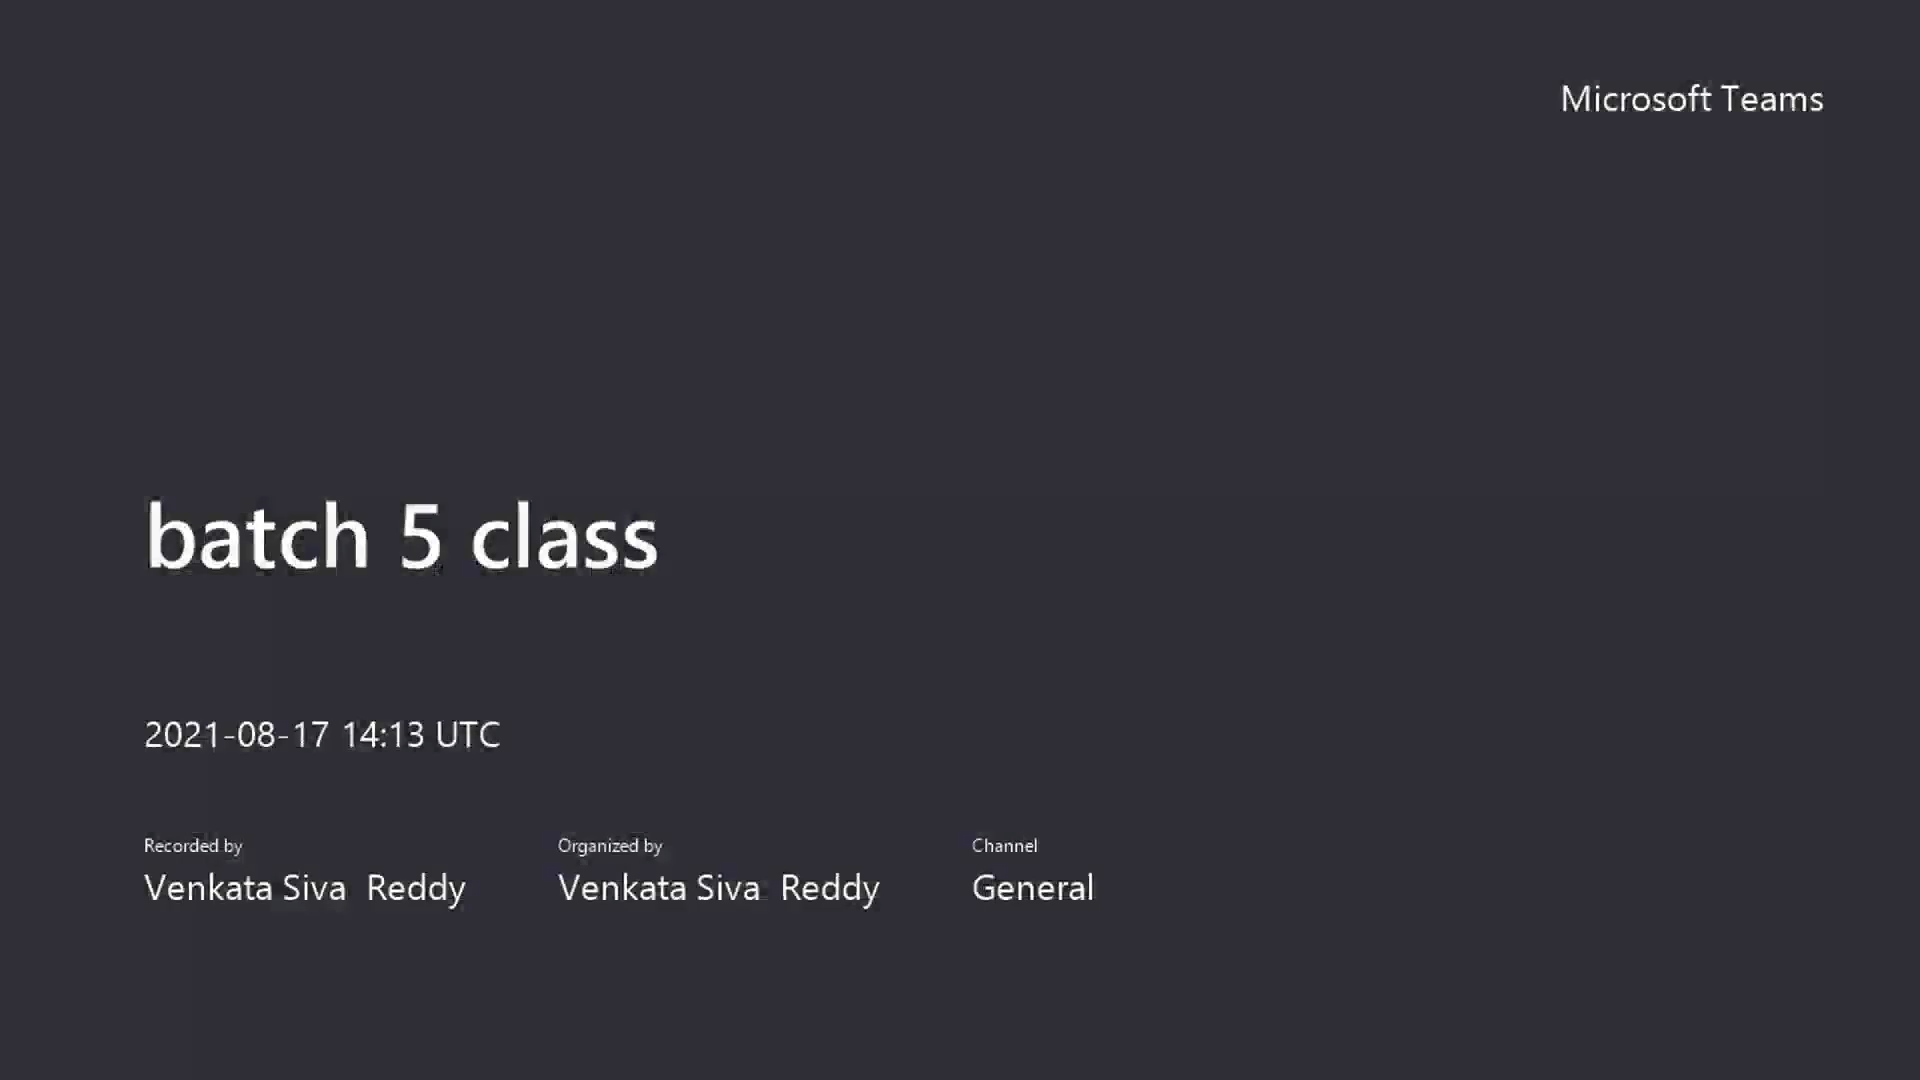 Microsoft Teams
batch 5 class
2021-08-17 14:13 UTC
Recorded by
Venkata Siva  Reddy
Organized by
Venkata Siva  Reddy
Channel
General